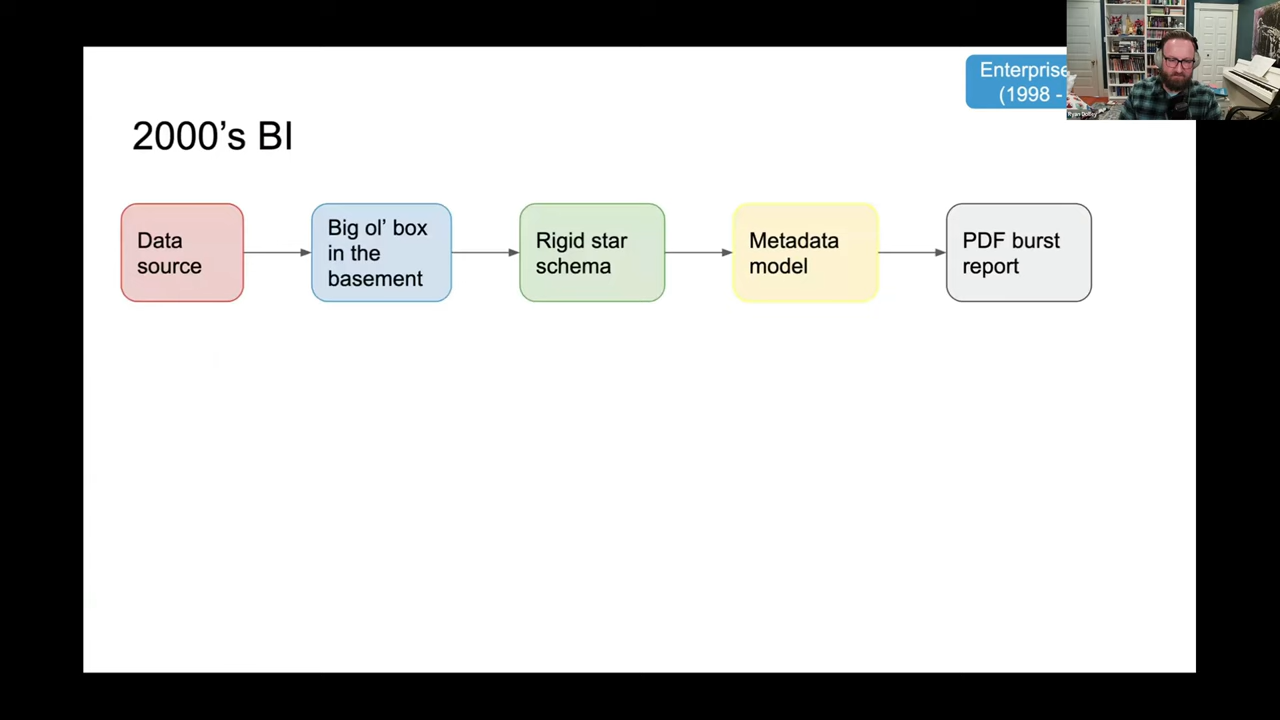 Enterprise
(1998 -
2000's BI
Data
source
Big ol' box
in the
basement
Rigid star
schema
Metadata
model
PDF burst
report